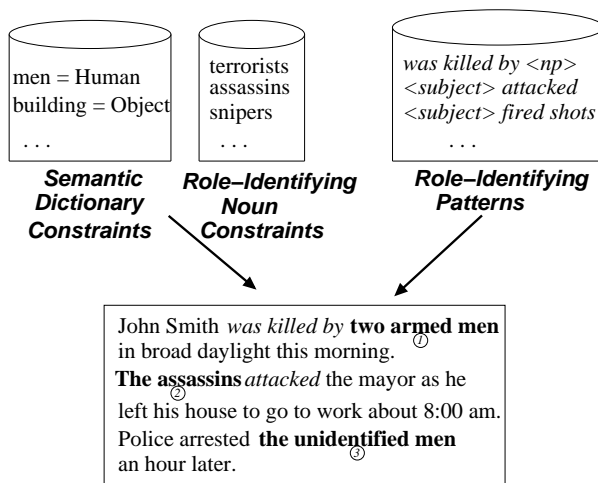 men = Human
building = Object
. . .
terrorists
assassins
snipers
. . .
was killed by <np>
<subject> attacked
<subject> fired shots
. . .
Semantic
Dictionary
Constraints
Role–Identifying
Noun
Constraints
Role–Identifying
Patterns
John Smith was killed by two armed men
1
in broad daylight this morning.
The assassins attacked the mayor as he
2
left his house to go to work about 8:00 am.
Police arrested the unidentified men
3
an hour later.